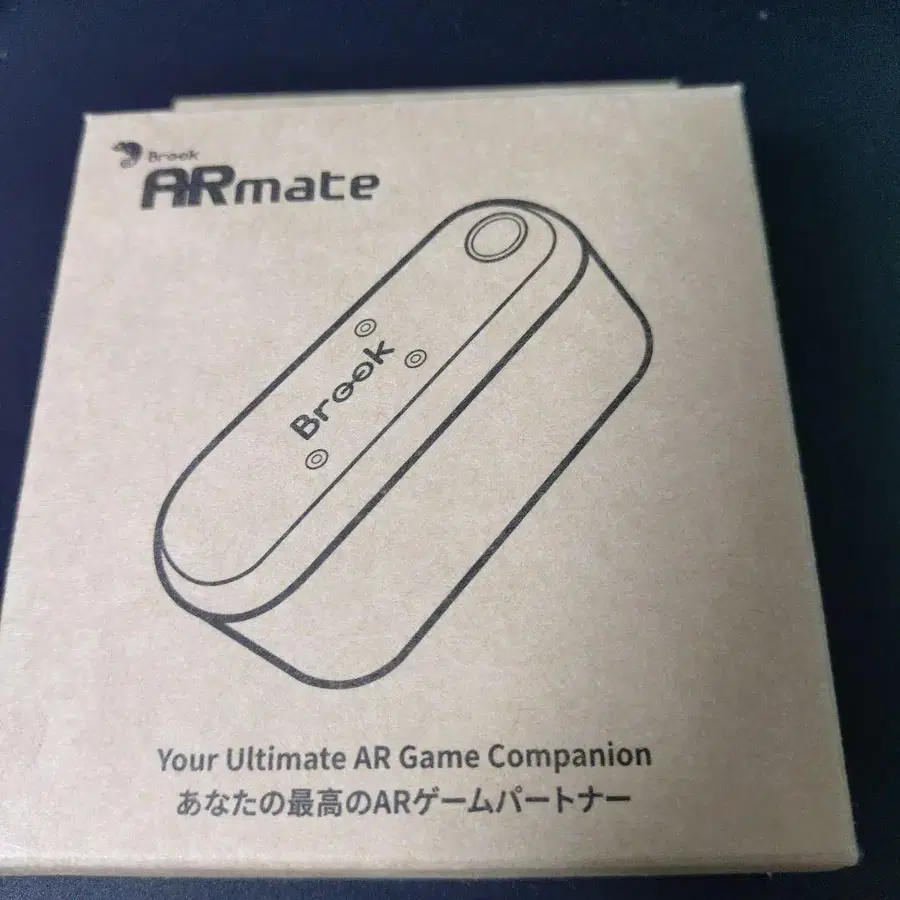 Brook
ARmate
Brook
Your Ultimate AR Game Companion
あなたの最高のARゲームパートナー